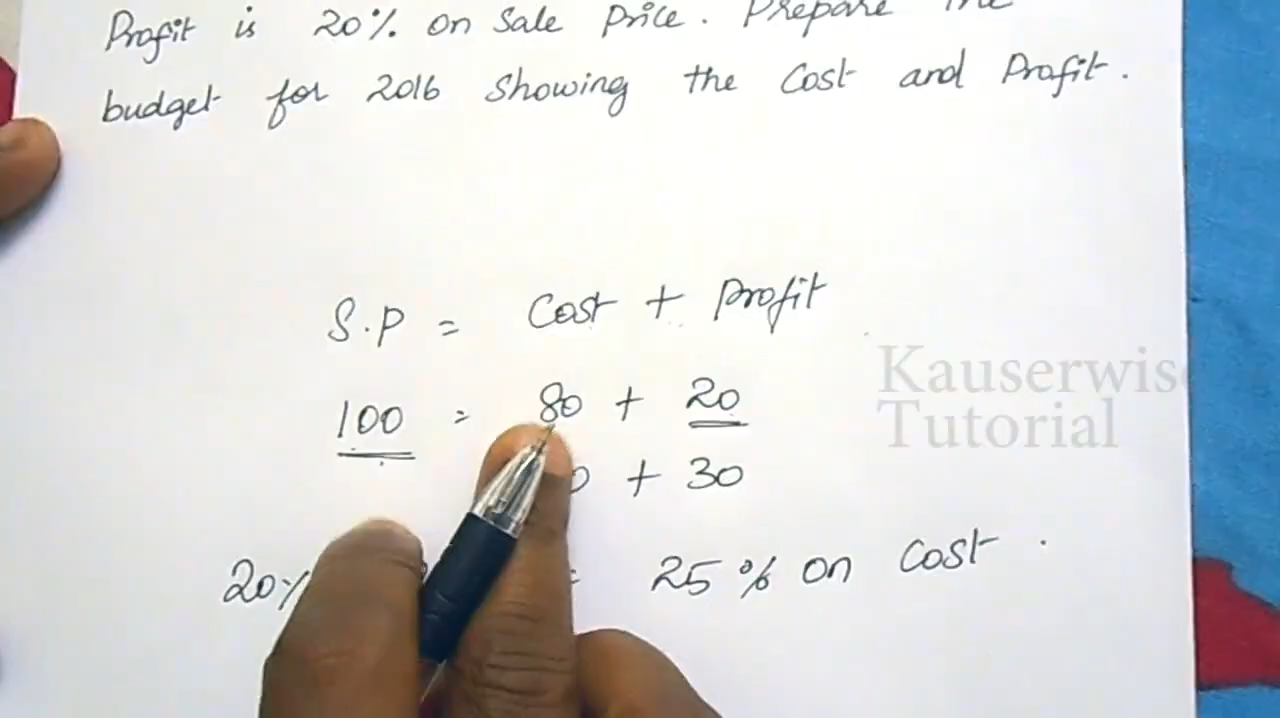 Profit is 20% on Sale Price. Prepare the
budget for 2016 Showing the Cost and Profit.
S.P = Cost + Profit
100 = 80 + 20
+ 30
20% = 25% on Cost.
Kauserwise
Tutorial